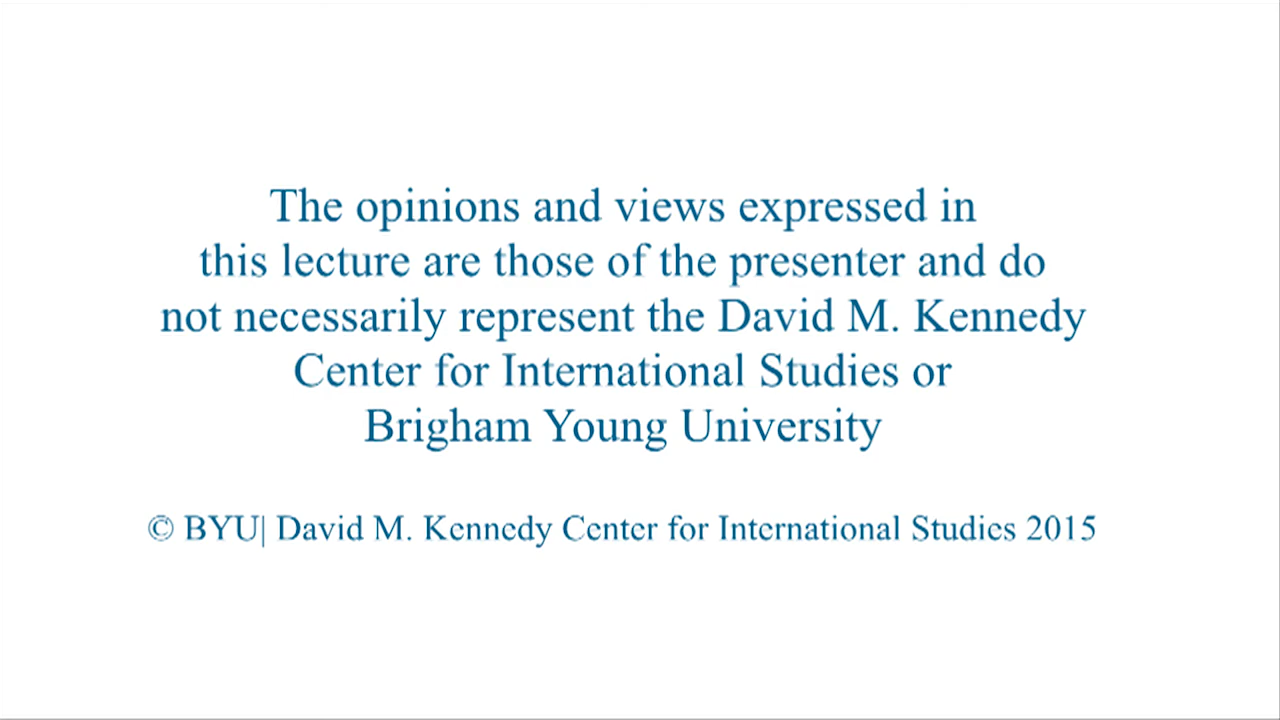 The opinions and views expressed in
this lecture are those of the presenter and do
not necessarily represent the David M. Kennedy
Center for International Studies or
Brigham Young University
© BYU| David M. Kennedy Center for International Studies 2015